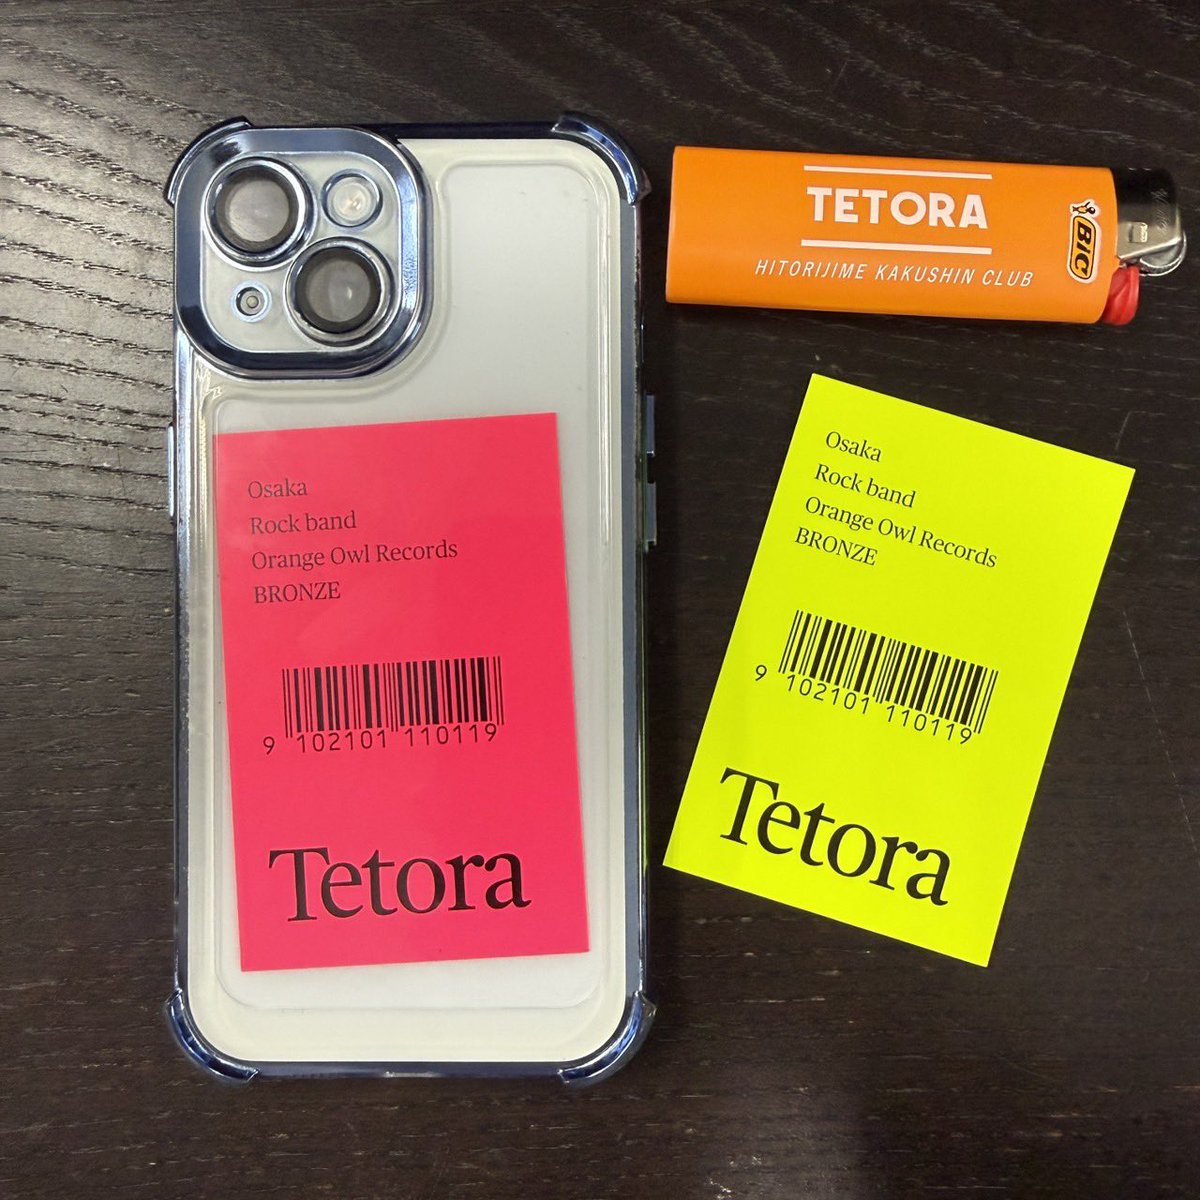 TETORA
HITORIJIME KAKUSHIN CLUB
BiC
Osaka
Rock band
Orange Owl Records
BRONZE
9 102101 110119
Tetora
Osaka
Rock band
Orange Owl Records
BRONZE
9 102101 110119
Tetora